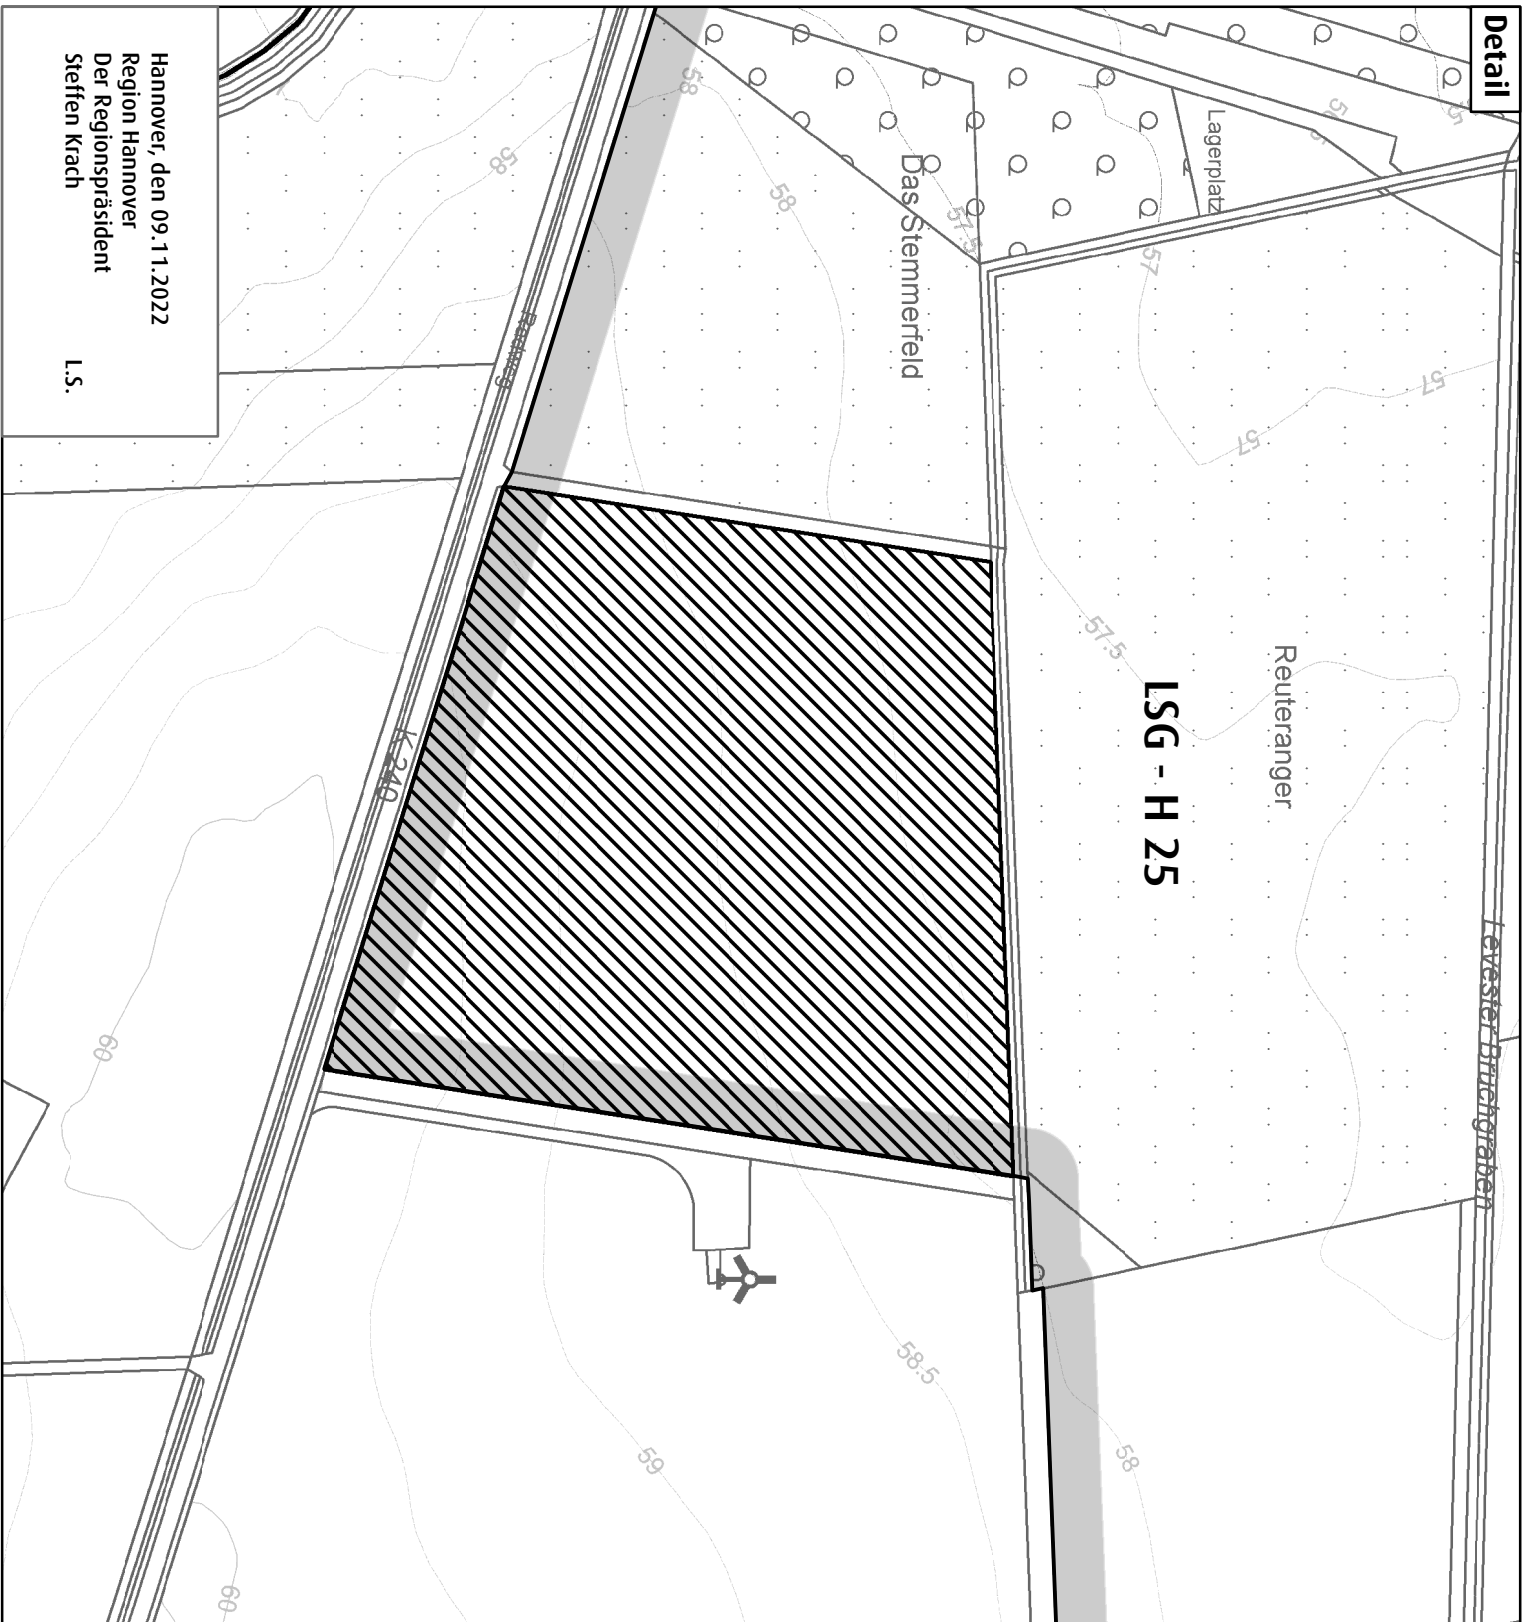 Detail
Levester Bruchgraben
Lagerplatz
Reuteranger
LSG - H 25
Das Stemmerfeld
Radweg
K 240
57
57
57
57.5
57.5
58
58
58
58
58.5
59
60
60
Hannover, den 09.11.2022
Region Hannover
Der Regionspräsident
Steffen Krach L.S.